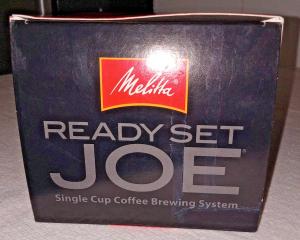 Melitta
READY SET
JOE®
Single Cup Coffee Brewing System